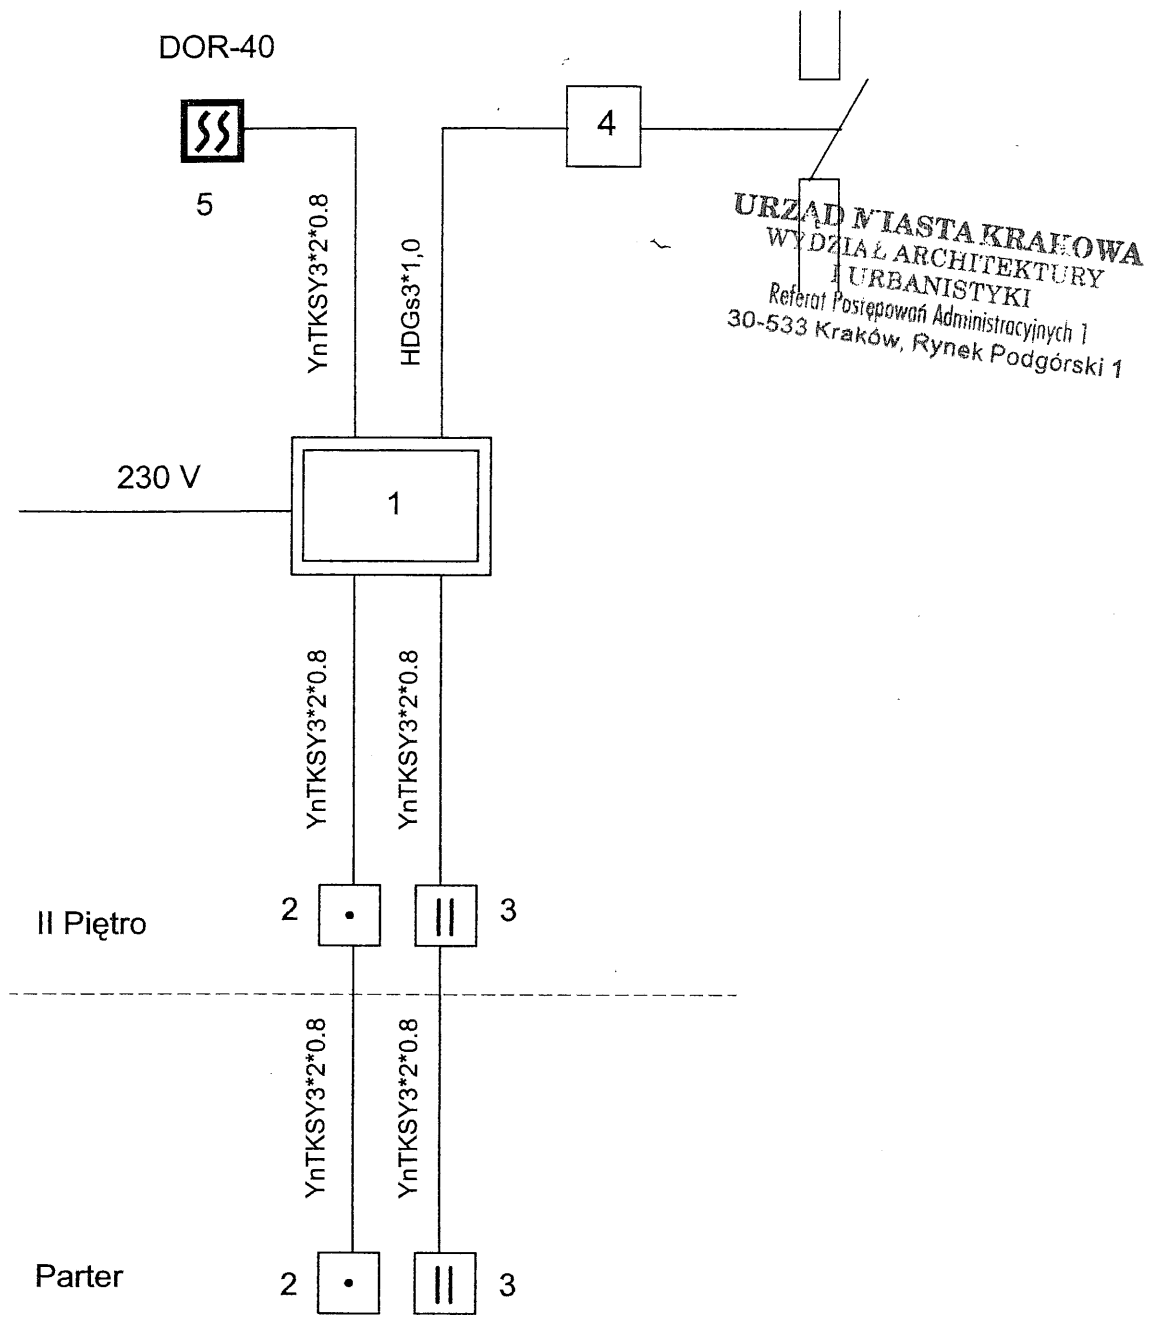 DOR-40
4
5
YnTKSY3*2*0.8
HDGs3*1,0
URZĄD MIASTA KRAKOWA
WYDZIAŁ ARCHITEKTURY
I URBANISTYKI
Referat Postępowań Administracyjnych 1
30-533 Kraków, Rynek Podgórski 1
230 V
1
YnTKSY3*2*0.8
YnTKSY3*2*0.8
II Piętro
2
3
YnTKSY3*2*0.8
YnTKSY3*2*0.8
Parter
2
3